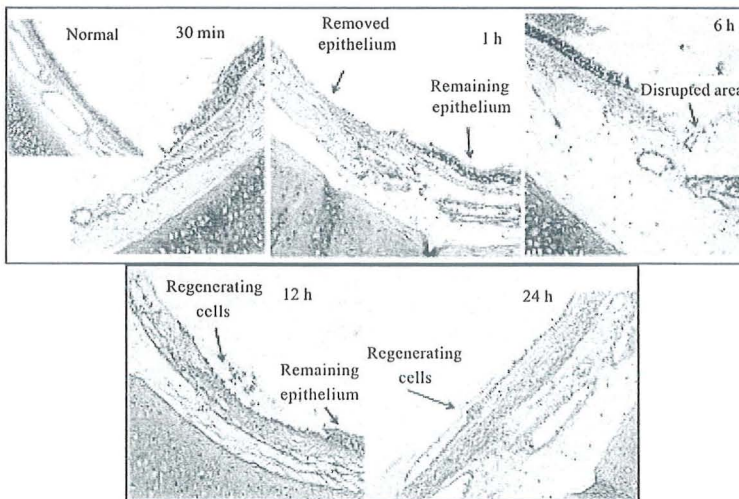 Normal
30 min
Removed
epithelium
1 h
Remaining
epithelium
6 h
Disrupted area
Regenerating
cells
12 h
Remaining
epithelium
24 h
Regenerating
cells